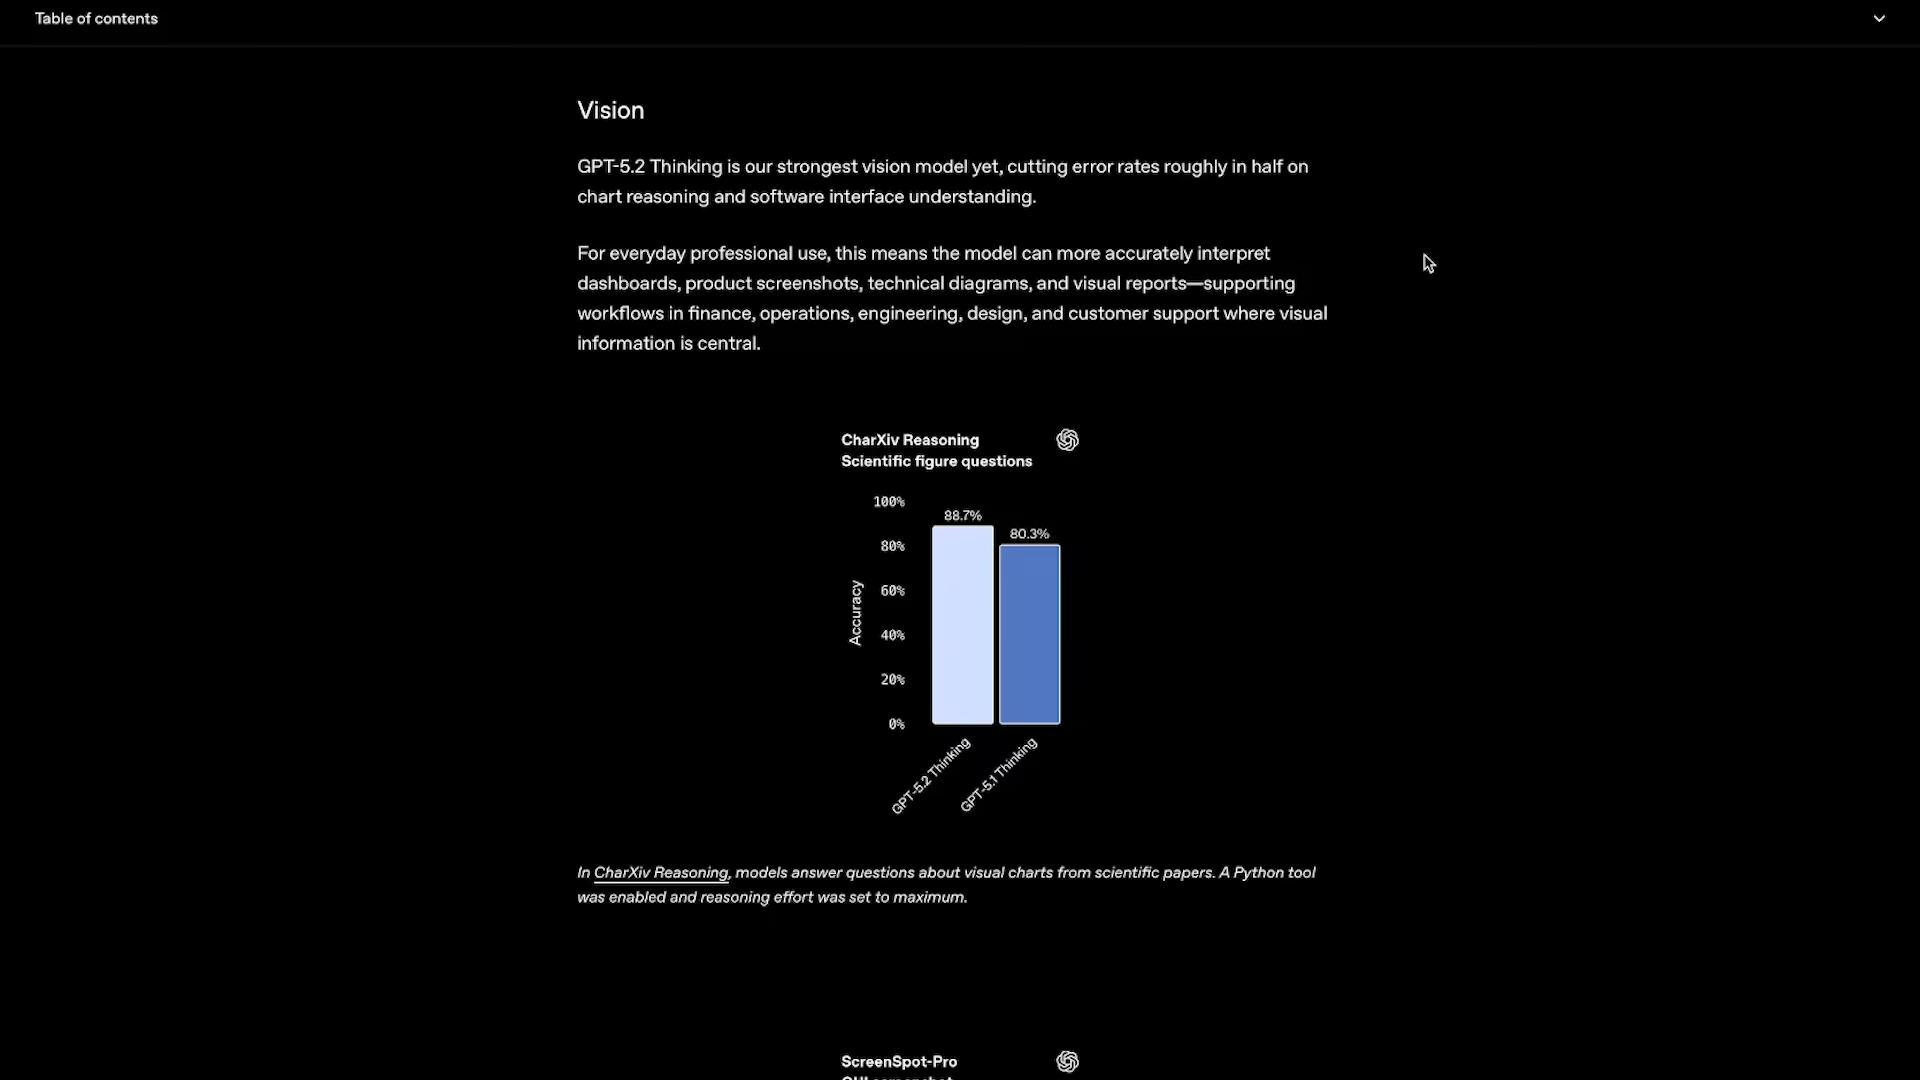 Table of contents
Vision
GPT-5.2 Thinking is our strongest vision model yet, cutting error rates roughly in half on
chart reasoning and software interface understanding.
For everyday professional use, this means the model can more accurately interpret
dashboards, product screenshots, technical diagrams, and visual reports—supporting
workflows in finance, operations, engineering, design, and customer support where visual
information is central.
CharXiv Reasoning
Scientific figure questions
100%
88.7%
80.3%
80%
60%
Accuracy
40%
20%
0%
GPT-5.2 Thinking
GPT-5.1 Thinking
In CharXiv Reasoning, models answer questions about visual charts from scientific papers. A Python tool
was enabled and reasoning effort was set to maximum.
ScreenSpot-Pro